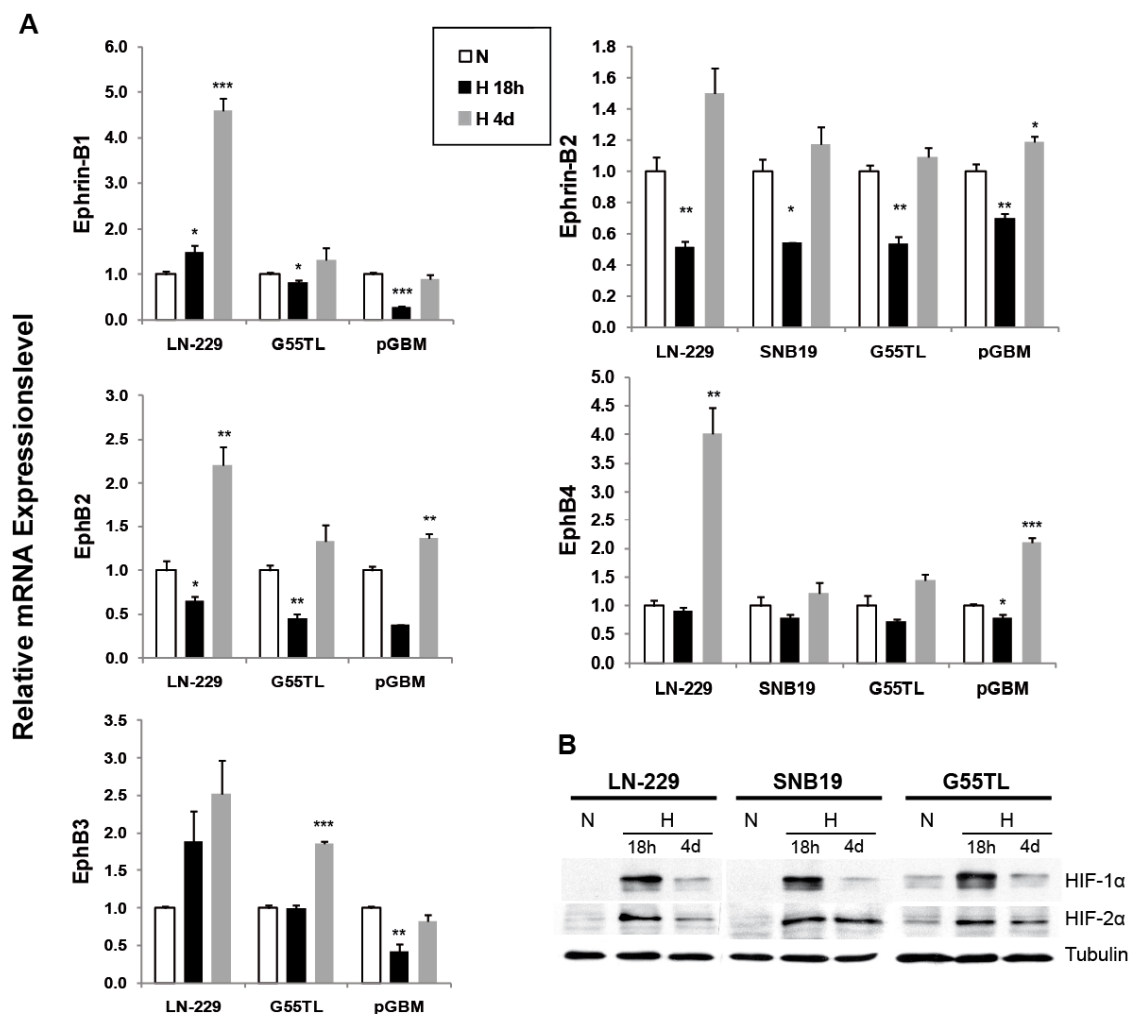 A
Relative mRNA Expressionslevel
N
H 18h
H 4d
Ephrin-B1
6.0
5.0
4.0
3.0
2.0
1.0
0.0
*
***
*
***
LN-229 G55TL pGBM
Ephrin-B2
1.8
1.6
1.4
1.2
1.0
0.8
0.6
0.4
0.2
0.0
**
*
**
**
*
LN-229 SNB19 G55TL pGBM
EphB2
3.0
2.5
2.0
1.5
1.0
0.5
0.0
*
**
**
**
LN-229 G55TL pGBM
EphB4
5.0
4.5
4.0
3.5
3.0
2.5
2.0
1.5
1.0
0.5
0.0
**
*
***
LN-229 SNB19 G55TL pGBM
EphB3
3.5
3.0
2.5
2.0
1.5
1.0
0.5
0.0
***
**
LN-229 G55TL pGBM
B
LN-229 SNB19 G55TL
N H N H N H
18h 4d 18h 4d 18h 4d
HIF-1α
HIF-2α
Tubulin